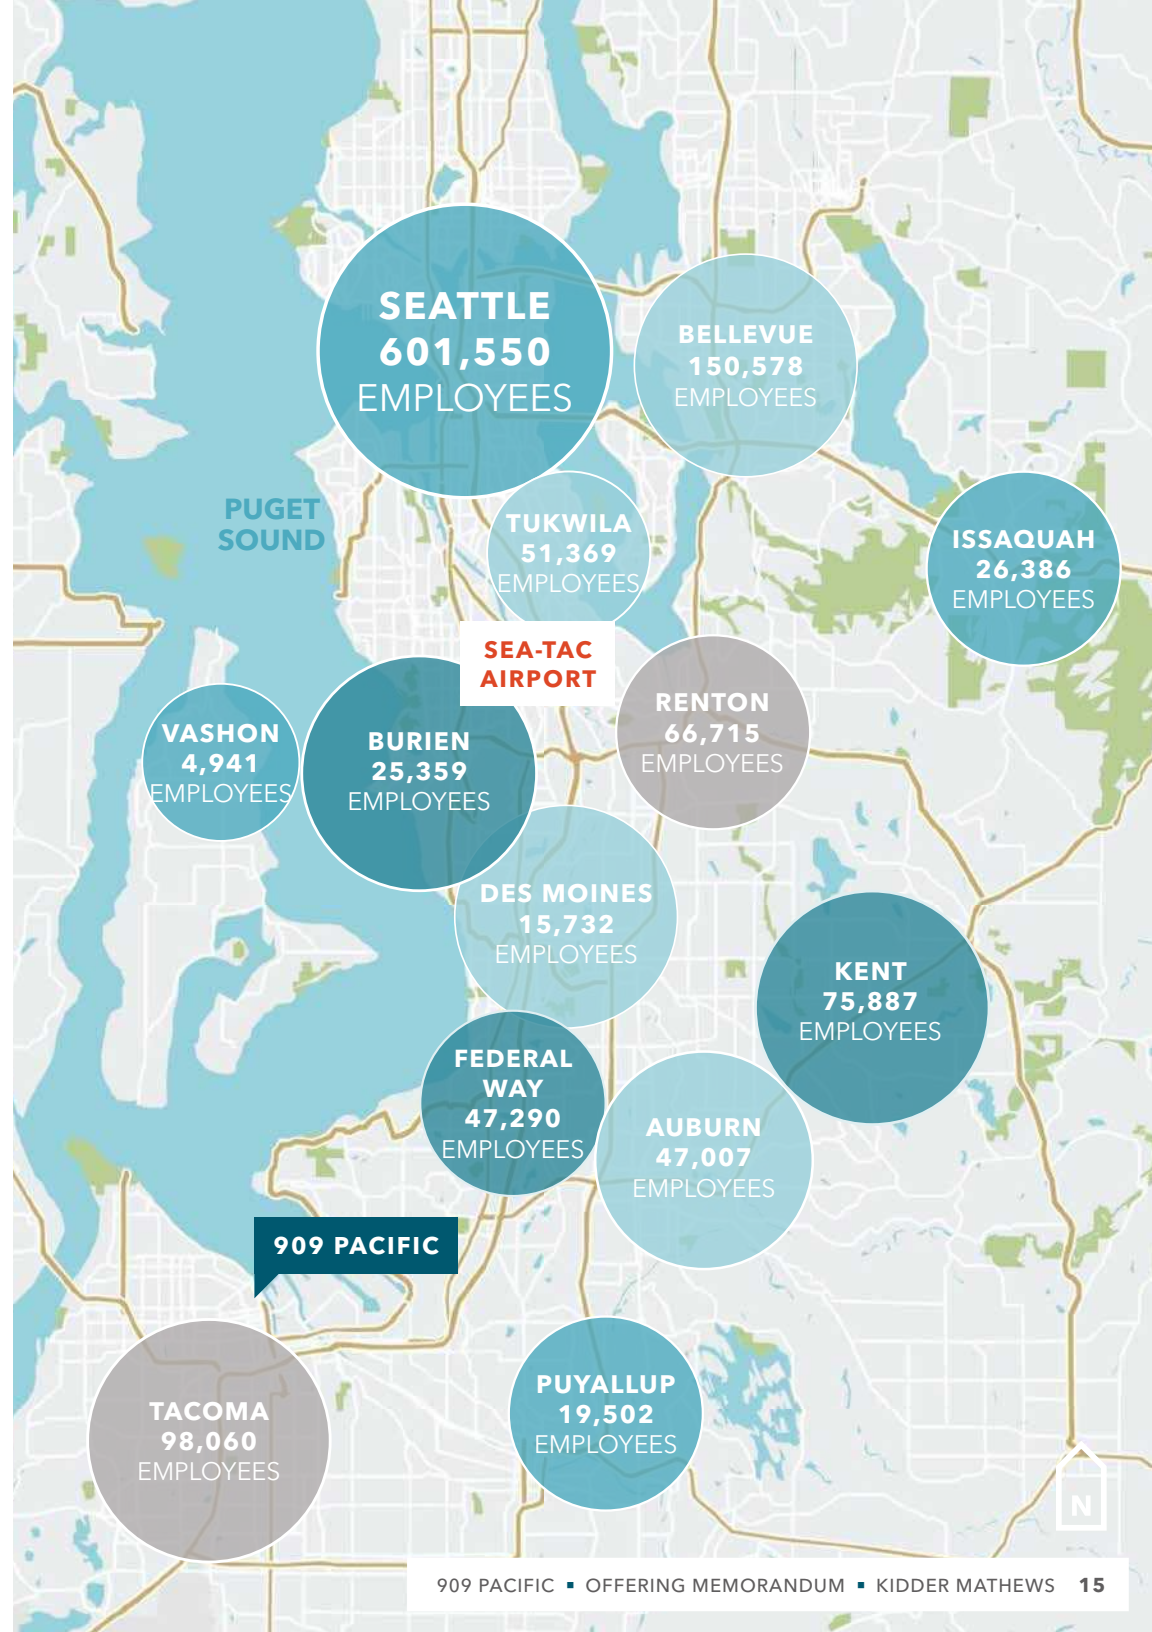 SEATTLE
601,550
EMPLOYEES
BELLEVUE
150,578
EMPLOYEES
PUGET
SOUND
TUKWILA
51,369
EMPLOYEES
ISSAQUAH
26,386
EMPLOYEES
SEA-TAC
AIRPORT
RENTON
66,715
EMPLOYEES
VASHON
4,941
EMPLOYEES
BURIEN
25,359
EMPLOYEES
DES MOINES
15,732
EMPLOYEES
KENT
75,887
EMPLOYEES
FEDERAL
WAY
47,290
EMPLOYEES
AUBURN
47,007
EMPLOYEES
909 PACIFIC
TACOMA
98,060
EMPLOYEES
PUYALLUP
19,502
EMPLOYEES
N
909 PACIFIC ▪ OFFERING MEMORANDUM ▪ KIDDER MATHEWS 15